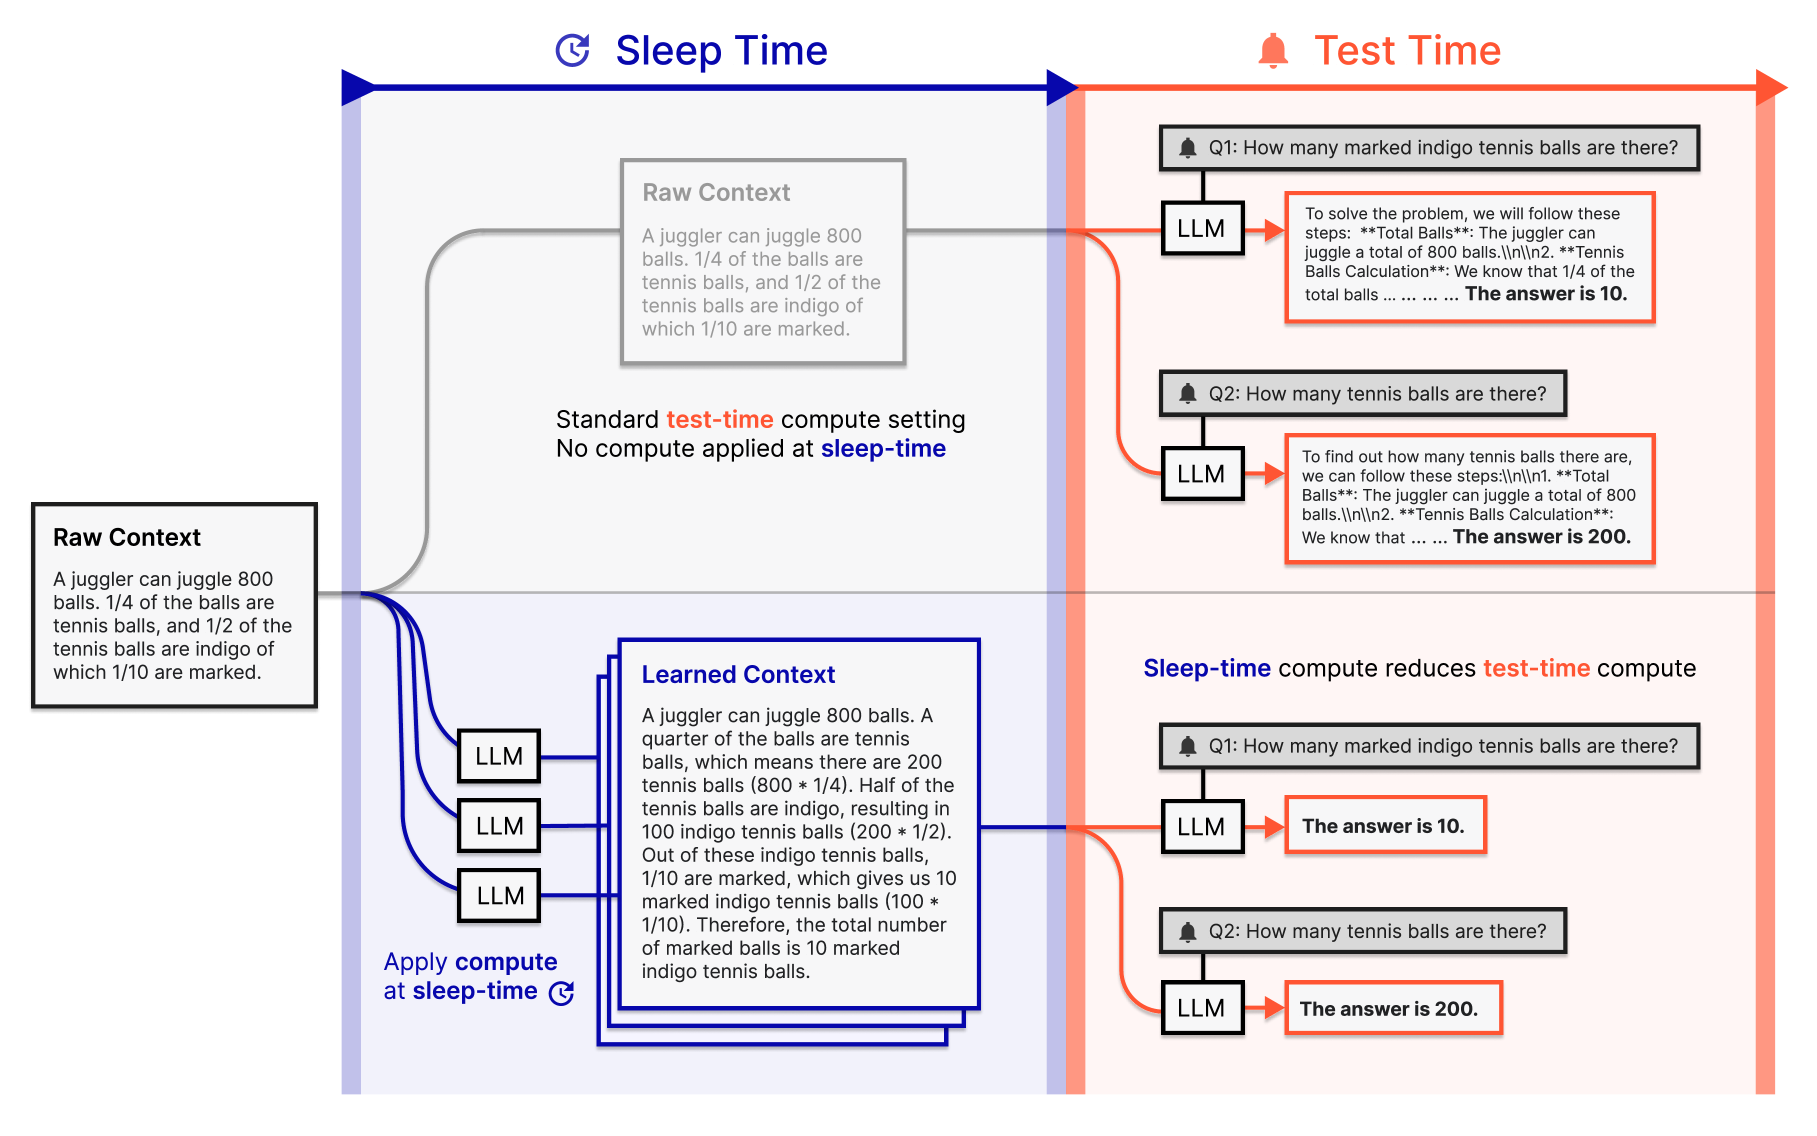 Sleep Time
Test Time
Raw Context
A juggler can juggle 800
balls. 1/4 of the balls are
tennis balls, and 1/2 of the
tennis balls are indigo of
which 1/10 are marked.
Raw Context
A juggler can juggle 800
balls. 1/4 of the balls are
tennis balls, and 1/2 of the
tennis balls are indigo of
which 1/10 are marked.
Standard test-time compute setting
No compute applied at sleep-time
Q1: How many marked indigo tennis balls are there?
LLM
To solve the problem, we will follow these
steps:  **Total Balls**: The juggler can
juggle a total of 800 balls.\\n\\n2. **Tennis
Balls Calculation**: We know that 1/4 of the
total balls ... ... ... ... The answer is 10.
Q2: How many tennis balls are there?
LLM
To find out how many tennis balls there are,
we can follow these steps:\\n\\n1. **Total
Balls**: The juggler can juggle a total of 800
balls.\\n\\n2. **Tennis Balls Calculation**:
We know that ... ... The answer is 200.
LLM
LLM
LLM
Apply compute
at sleep-time
Learned Context
A juggler can juggle 800 balls. A
quarter of the balls are tennis
balls, which means there are 200
tennis balls (800 * 1/4). Half of the
tennis balls are indigo, resulting in
100 indigo tennis balls (200 * 1/2).
Out of these indigo tennis balls,
1/10 are marked, which gives us 10
marked indigo tennis balls (100 *
1/10). Therefore, the total number
of marked balls is 10 marked
indigo tennis balls.
Sleep-time compute reduces test-time compute
Q1: How many marked indigo tennis balls are there?
LLM
The answer is 10.
Q2: How many tennis balls are there?
LLM
The answer is 200.